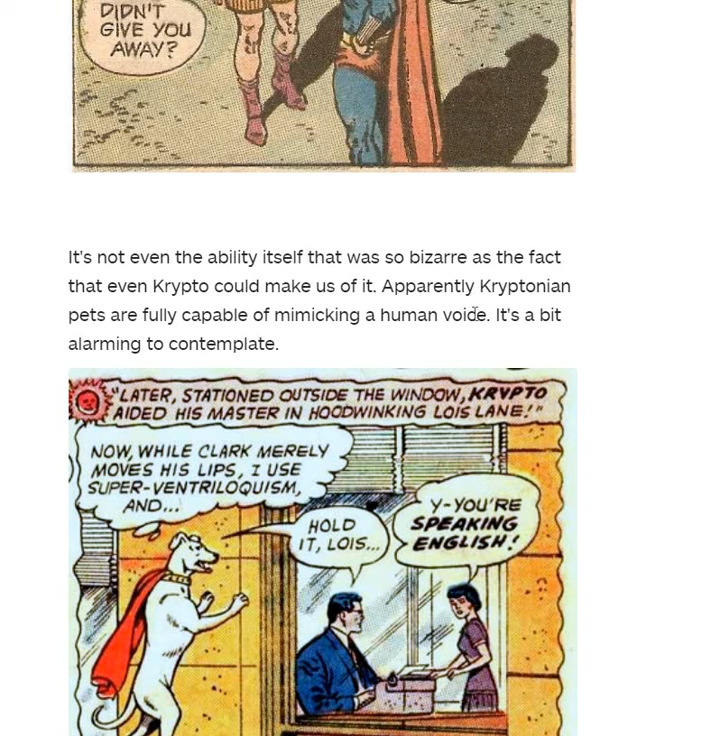 DIDN'T
GIVE YOU
AWAY?
It's not even the ability itself that was so bizarre as the fact
that even Krypto could make us of it. Apparently Kryptonian
pets are fully capable of mimicking a human voice. It's a bit
alarming to contemplate.
"LATER, STATIONED OUTSIDE THE WINDOW, KRYPTO
AIDED HIS MASTER IN HOODWINKING LOIS LANE!"
NOW, WHILE CLARK MERELY
MOVES HIS LIPS, I USE
SUPER-VENTRILOQUISM,
AND...
HOLD
IT, LOIS...
Y-YOU'RE
SPEAKING
ENGLISH!